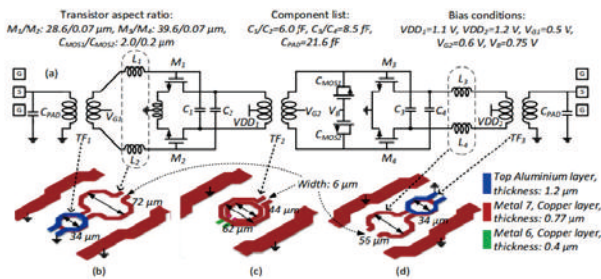 Transistor aspect ratio:
M1/M2: 28.6/0.07 µm, M3/M4: 39.6/0.07 µm,
CMOS1/CMOS2: 2.0/0.2 µm
Component list:
C1/C2=6.0 fF, C3/C4=8.5 fF,
CPAD=21.6 fF
Bias conditions:
VDD1=1.1 V, VDD2=1.2 V, VG1=0.5 V,
VG2=0.6 V, VB=0.75 V
(a)
G
S
G
CPAD
TF1
VG1
L1
L2
M1
M2
C1
C2
VDD1
TF2
VG2
CMOS1
VB
CMOS2
M3
M4
C3
C4
L3
L4
VDD2
TF3
CPAD
G
S
G
72 µm
34 µm
(b)
Width: 6 µm
44 µm
62 µm
(c)
56 µm
34 µm
(d)
Top Aluminium layer,
thickness: 1.2 µm
Metal 7, Copper layer,
thickness: 0.77 µm
Metal 6, Copper layer,
thickness: 0.4 µm